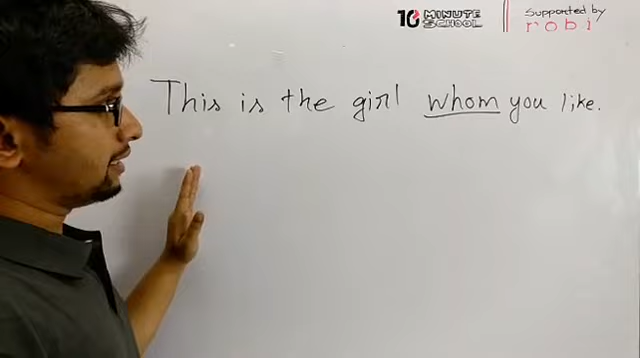 10 MINUTE SCHOOL
Supported by
robi
This is the girl whom you like.